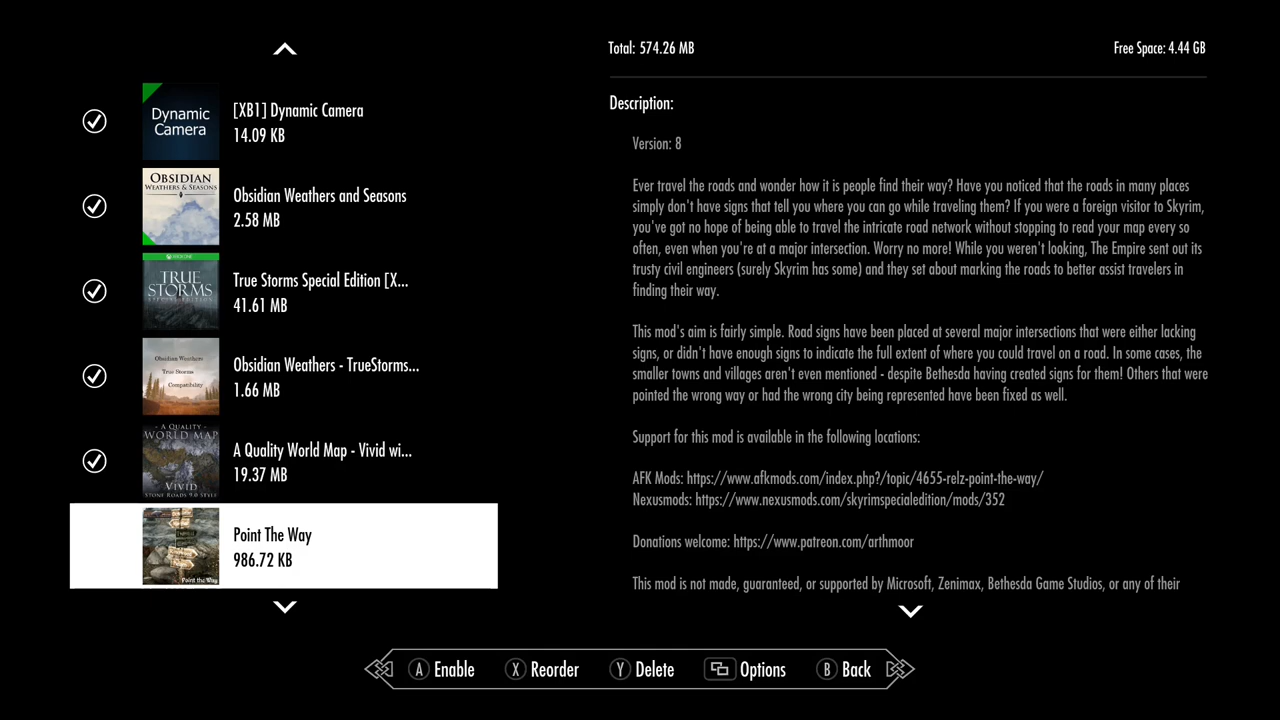 Total: 574.26 MB
Free Space: 4.44 GB
Dynamic
Camera
[XB1] Dynamic Camera
14.09 KB
OBSIDIAN
WEATHERS & SEASONS
Obsidian Weathers and Seasons
2.58 MB
XBOX ONE
TRUE
STORMS
SPECIAL EDITION
True Storms Special Edition [X...
41.61 MB
Obsidian Weathers
True Storms
Compatibility
Obsidian Weathers - TrueStorms...
1.66 MB
- A QUALITY -
WORLD MAP
VIVID
STONE ROADS 9.0 STYLE
A Quality World Map - Vivid wi...
19.37 MB
Point the Way
Point The Way
986.72 KB
Description:
Version: 8
Ever travel the roads and wonder how it is people find their way? Have you noticed that the roads in many places
simply don't have signs that tell you where you can go while traveling them? If you were a foreign visitor to Skyrim,
you've got no hope of being able to travel the intricate road network without stopping to read your map every so
often, even when you're at a major intersection. Worry no more! While you weren't looking, The Empire sent out its
trusty civil engineers (surely Skyrim has some) and they set about marking the roads to better assist travelers in
finding their way.
This mod's aim is fairly simple. Road signs have been placed at several major intersections that were either lacking
signs, or didn't have enough signs to indicate the full extent of where you could travel on a road. In some cases, the
smaller towns and villages aren't even mentioned - despite Bethesda having created signs for them! Others that were
pointed the wrong way or had the wrong city being represented have been fixed as well.
Support for this mod is available in the following locations:
AFK Mods: https://www.afkmods.com/index.php?/topic/4655-relz-point-the-way/
Nexusmods: https://www.nexusmods.com/skyrimspecialedition/mods/352
Donations welcome: https://www.patreon.com/arthmoor
This mod is not made, guaranteed, or supported by Microsoft, Zenimax, Bethesda Game Studios, or any of their
A Enable
X Reorder
Y Delete
Options
B Back